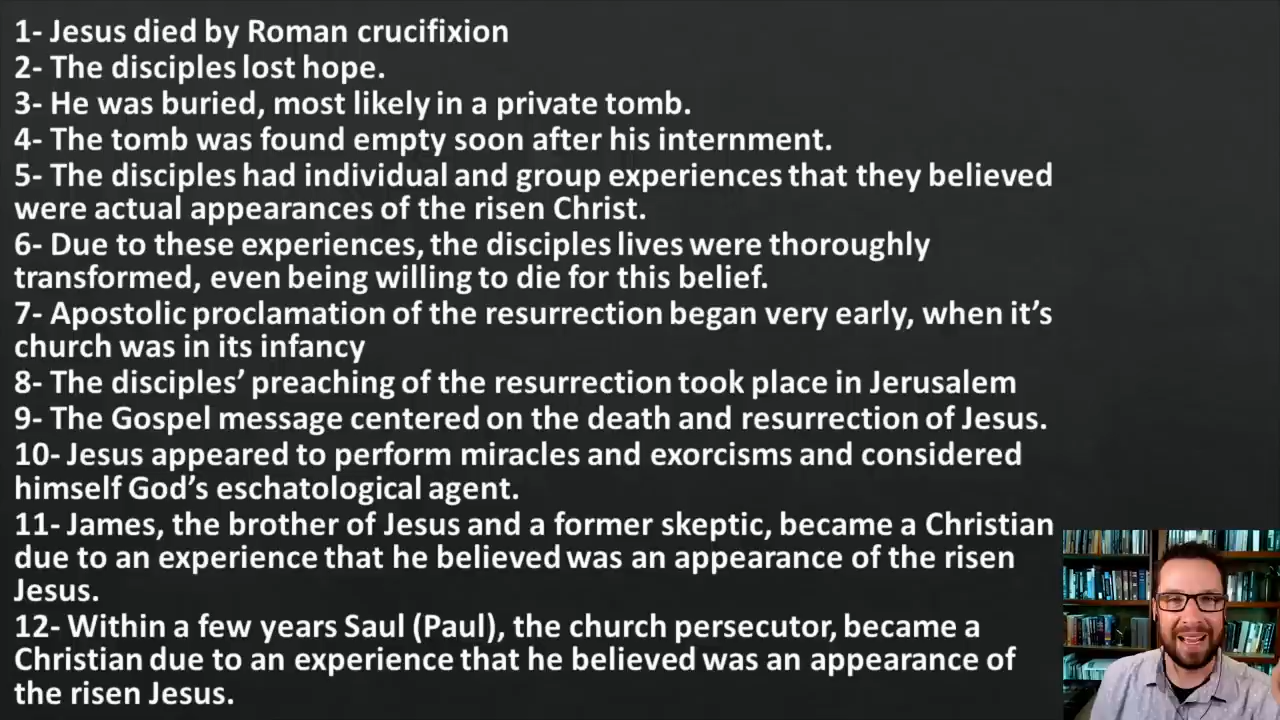 1- Jesus died by Roman crucifixion
2- The disciples lost hope.
3- He was buried, most likely in a private tomb.
4- The tomb was found empty soon after his internment.
5- The disciples had individual and group experiences that they believed
were actual appearances of the risen Christ.
6- Due to these experiences, the disciples lives were thoroughly
transformed, even being willing to die for this belief.
7- Apostolic proclamation of the resurrection began very early, when it's
church was in its infancy
8- The disciples' preaching of the resurrection took place in Jerusalem
9- The Gospel message centered on the death and resurrection of Jesus.
10- Jesus appeared to perform miracles and exorcisms and considered
himself God's eschatological agent.
11- James, the brother of Jesus and a former skeptic, became a Christian
due to an experience that he believed was an appearance of the risen
Jesus.
12- Within a few years Saul (Paul), the church persecutor, became a
Christian due to an experience that he believed was an appearance of
the risen Jesus.